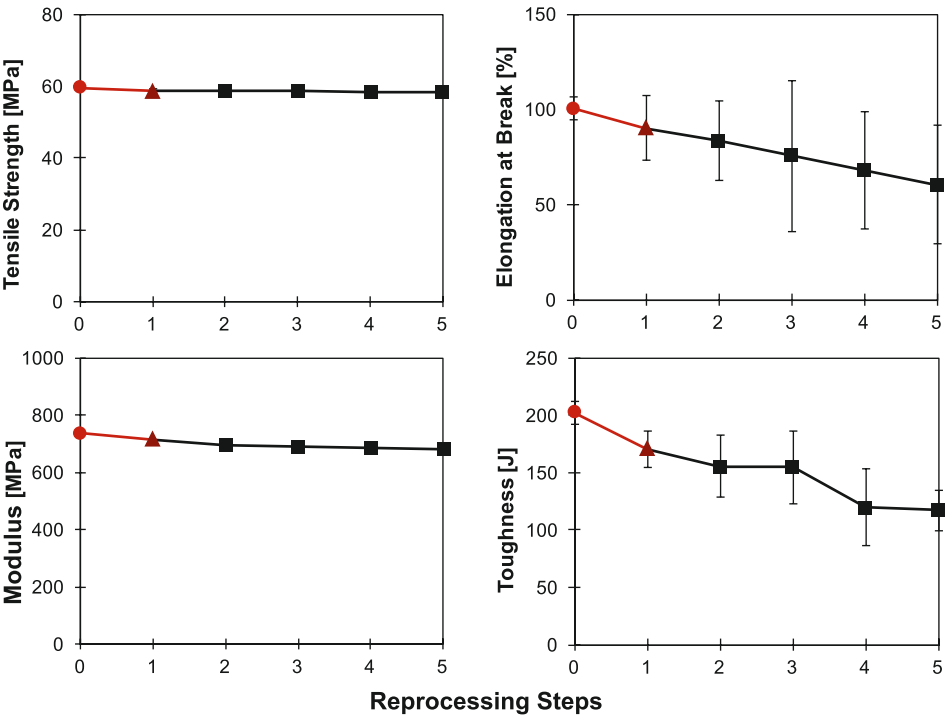 Tensile Strength [MPa]
80
60
40
20
0
0 1 2 3 4 5
Elongation at Break [%]
150
100
50
0
0 1 2 3 4 5
Modulus [MPa]
1000
800
600
400
200
0
0 1 2 3 4 5
Toughness [J]
250
200
150
100
50
0
0 1 2 3 4 5
Reprocessing Steps